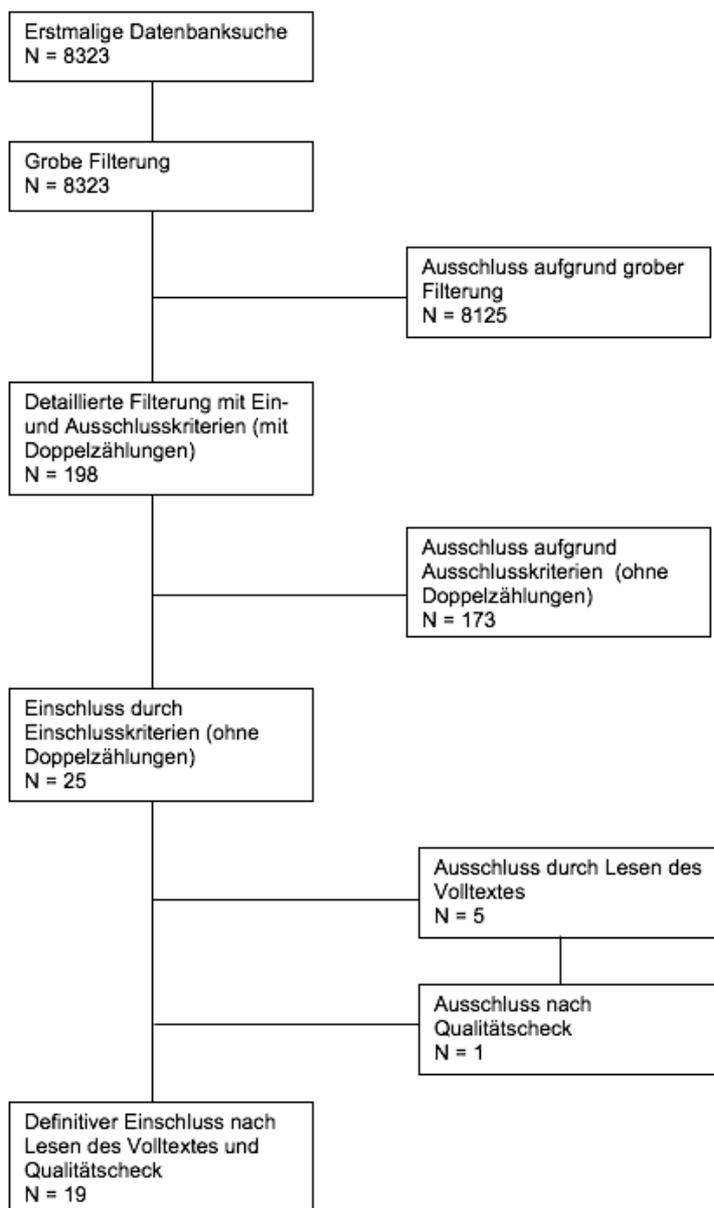 Erstmalige Datenbanksuche
N = 8323
Grobe Filterung
N = 8323
Ausschluss aufgrund grober
Filterung
N = 8125
Detaillierte Filterung mit Ein-
und Ausschlusskriterien (mit
Doppelzählungen)
N = 198
Ausschluss aufgrund
Ausschlusskriterien (ohne
Doppelzählungen)
N = 173
Einschluss durch
Einschlusskriterien (ohne
Doppelzählungen)
N = 25
Ausschluss durch Lesen des
Volltextes
N = 5
Ausschluss nach
Qualitätscheck
N = 1
Definitiver Einschluss nach
Lesen des Volltextes und
Qualitätscheck
N = 19